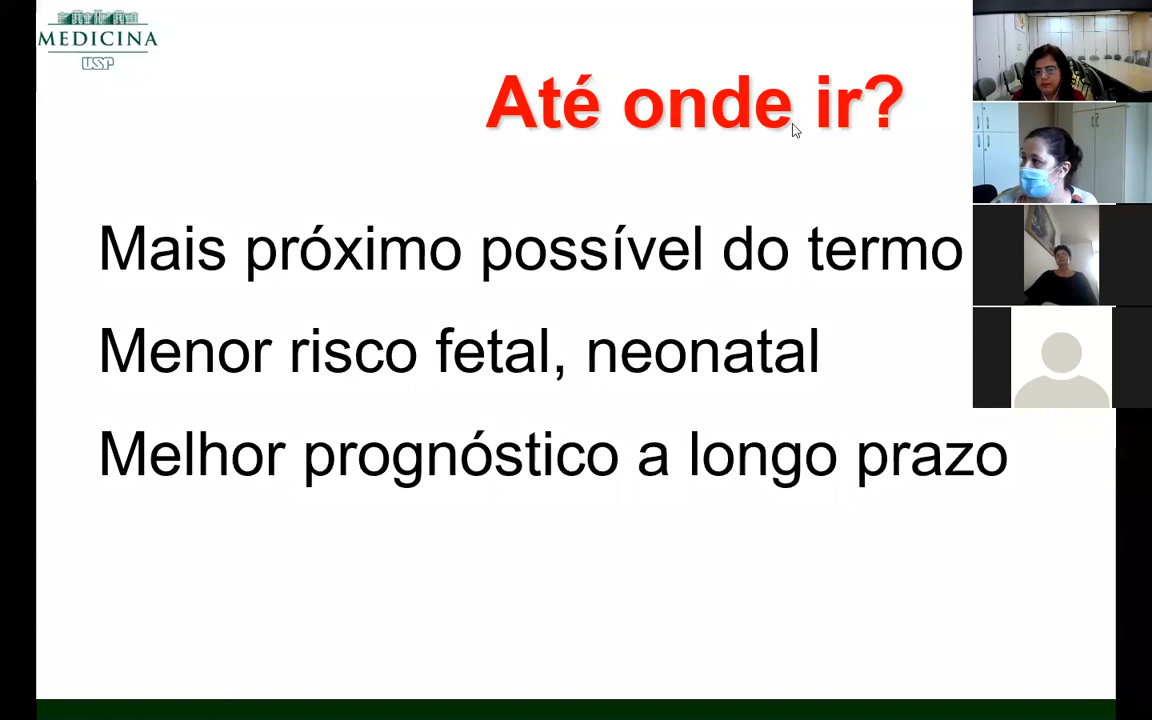 MEDICINA
USP
Até onde ir?
Mais próximo possível do termo
Menor risco fetal, neonatal
Melhor prognóstico a longo prazo